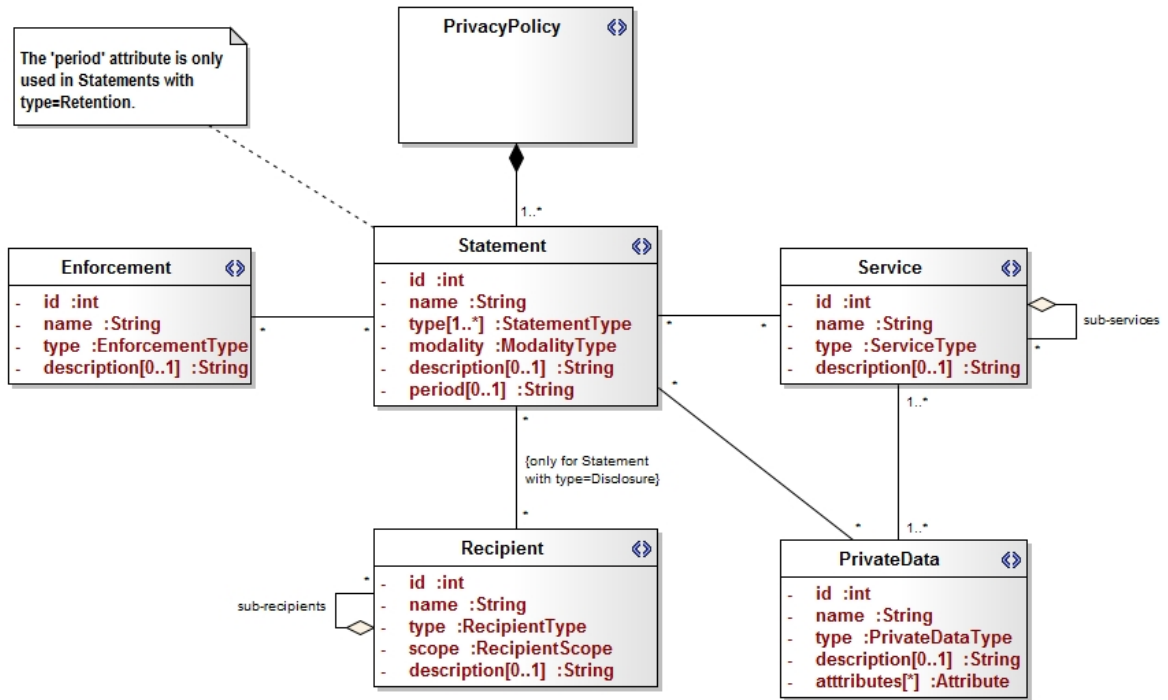 PrivacyPolicy
The 'period' attribute is only
used in Statements with
type=Retention.
1..*
Enforcement
- id :int
- name :String
- type :EnforcementType
- description[0..1] :String
*
*
Statement
- id :int
- name :String
- type[1..*] :StatementType
- modality :ModalityType
- description[0..1] :String
- period[0..1] :String
*
*
Service
- id :int
- name :String
- type :ServiceType
- description[0..1] :String
sub-services
*
*
1..*
*
{only for Statement
with type=Disclosure}
*
*
1..*
Recipient
- id :int
- name :String
- type :RecipientType
- scope :RecipientScope
- description[0..1] :String
*
sub-recipients
PrivateData
- id :int
- name :String
- type :PrivateDataType
- description[0..1] :String
- atttributes[*] :Attribute